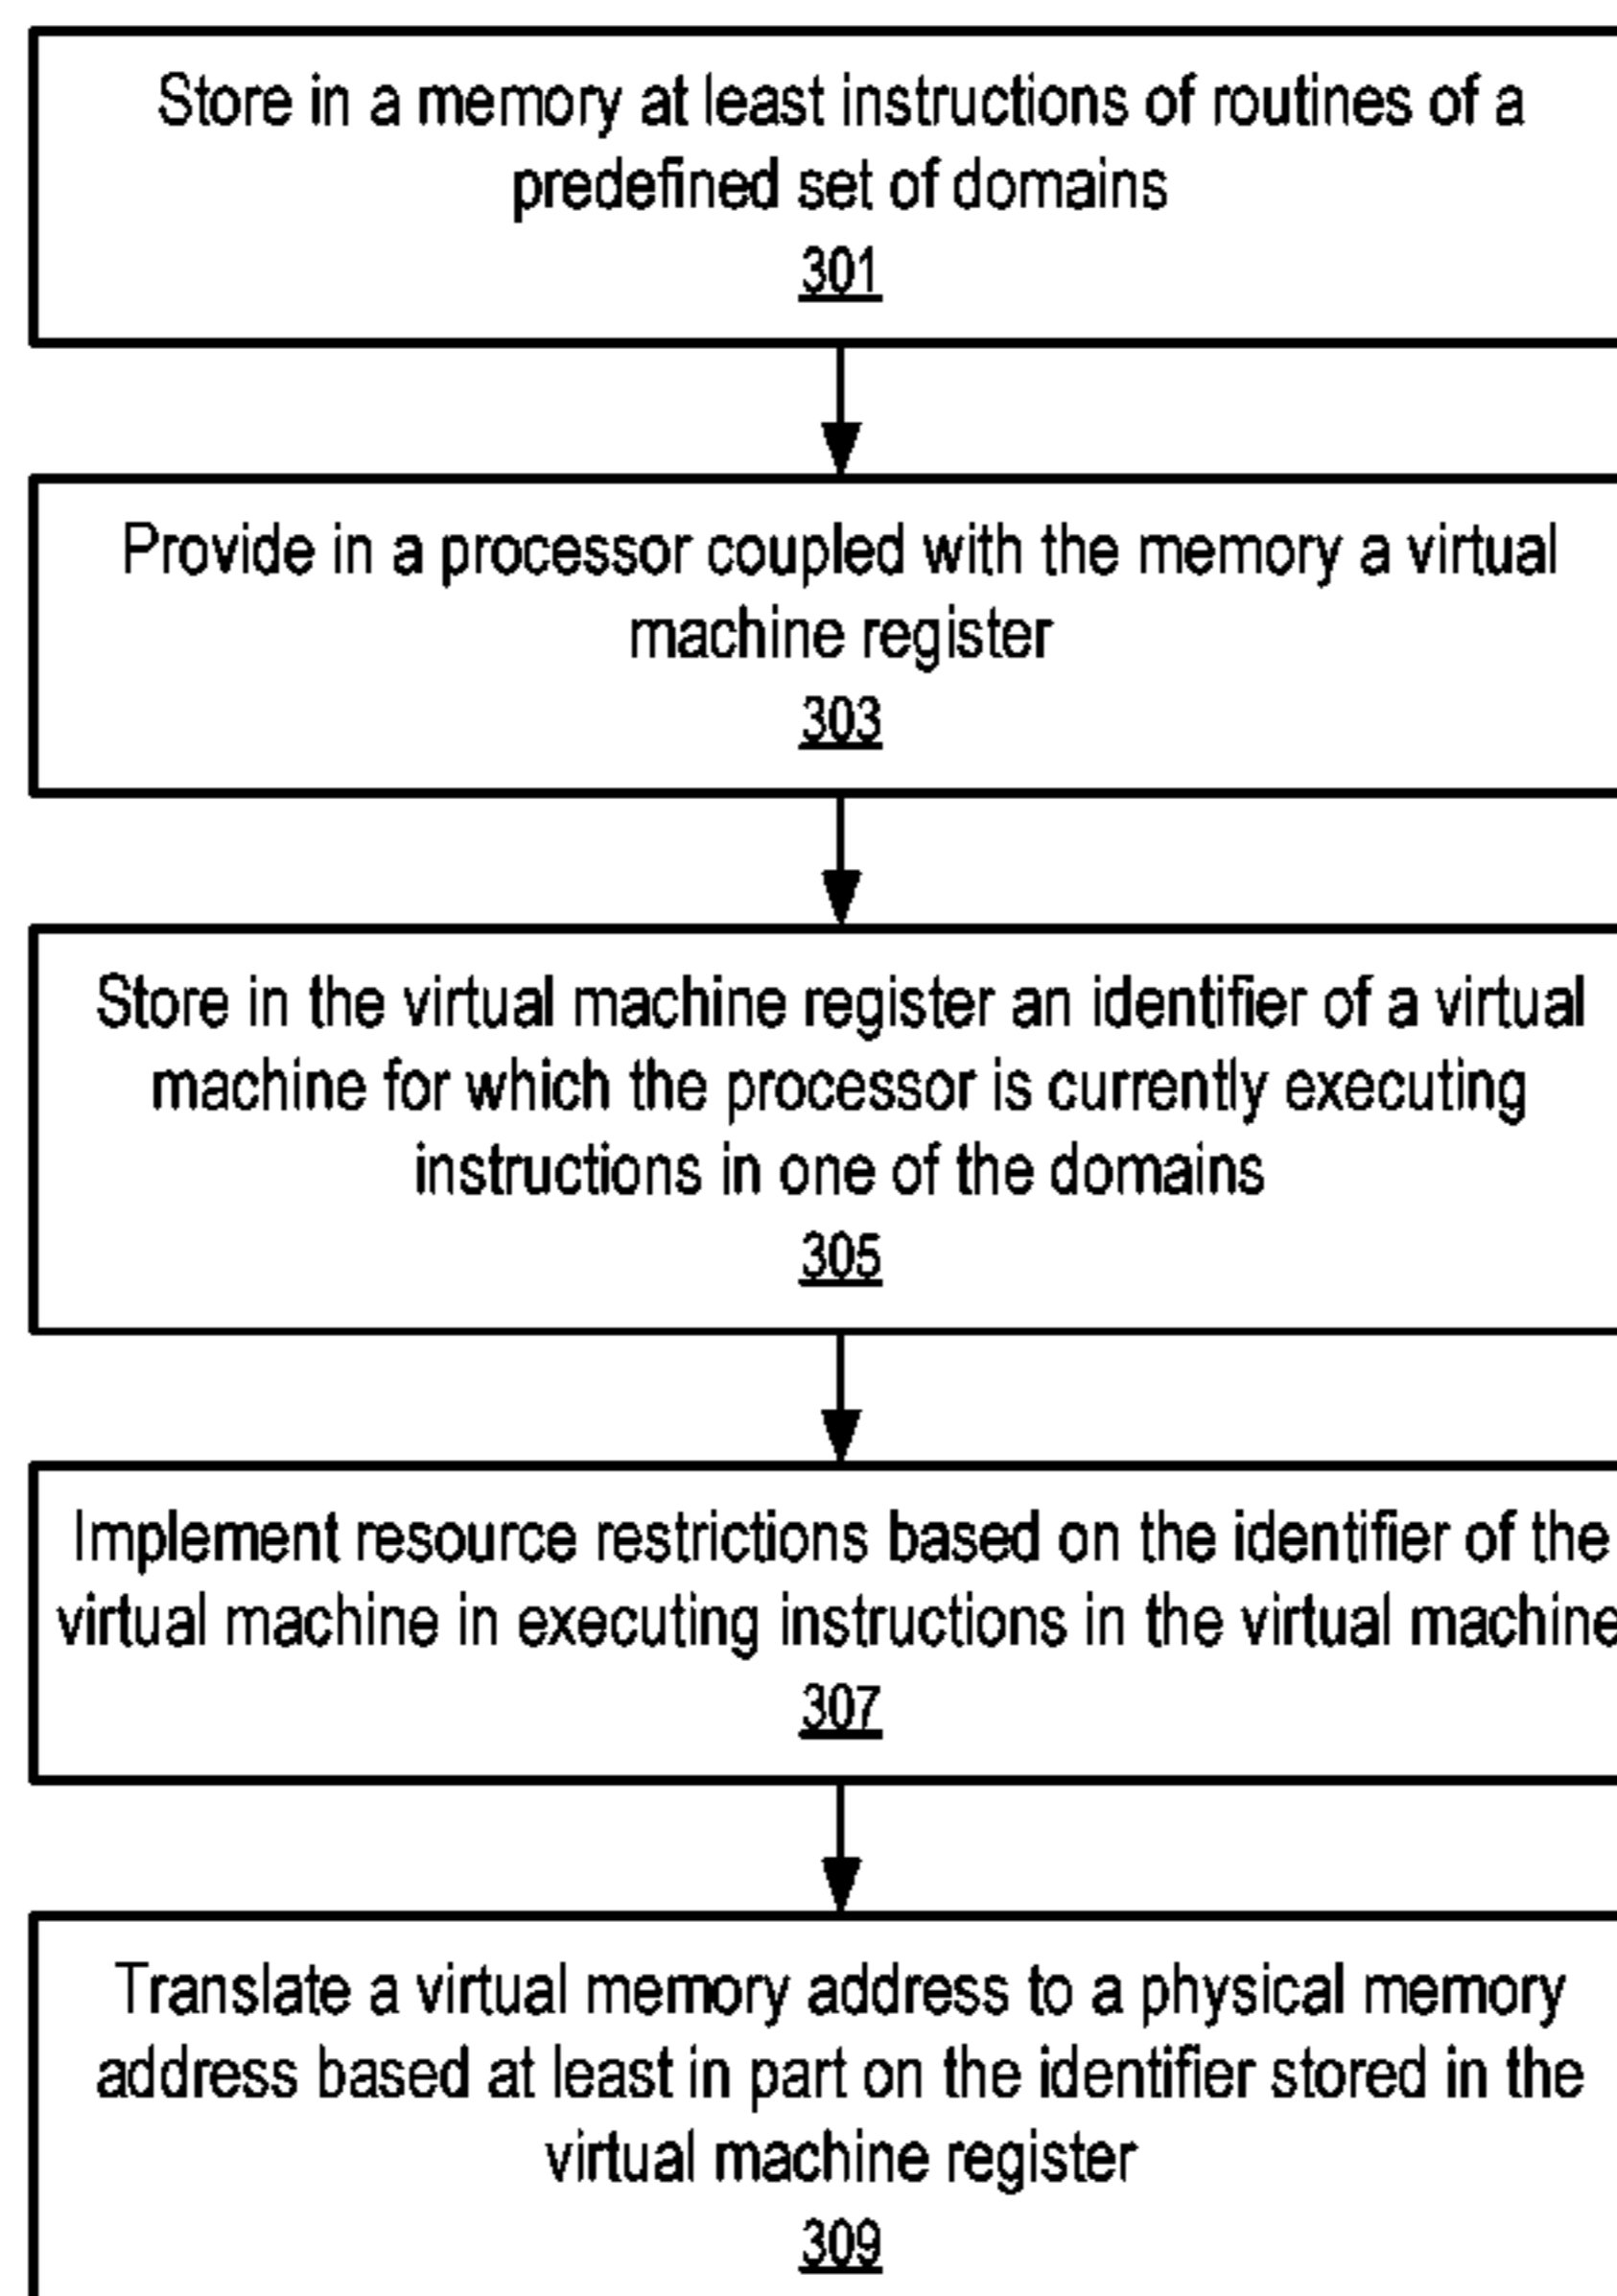 Store in a memory at least instructions of routines of a
predefined set of domains
301
Provide in a processor coupled with the memory a virtual
machine register
303
Store in the virtual machine register an identifier of a virtual
machine for which the processor is currently executing
instructions in one of the domains
305
Implement resource restrictions based on the identifier of the
virtual machine in executing instructions in the virtual machine
307
Translate a virtual memory address to a physical memory
address based at least in part on the identifier stored in the
virtual machine register
309